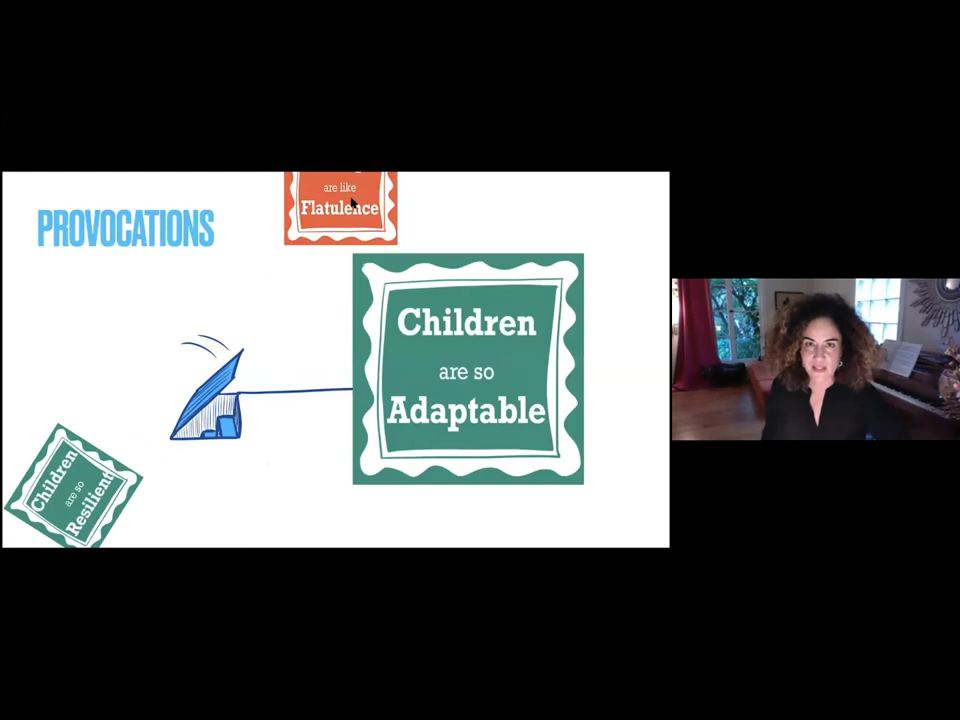 PROVOCATIONS
are like
Flatulence
Children
are so
Adaptable
Children
are so
Resilient